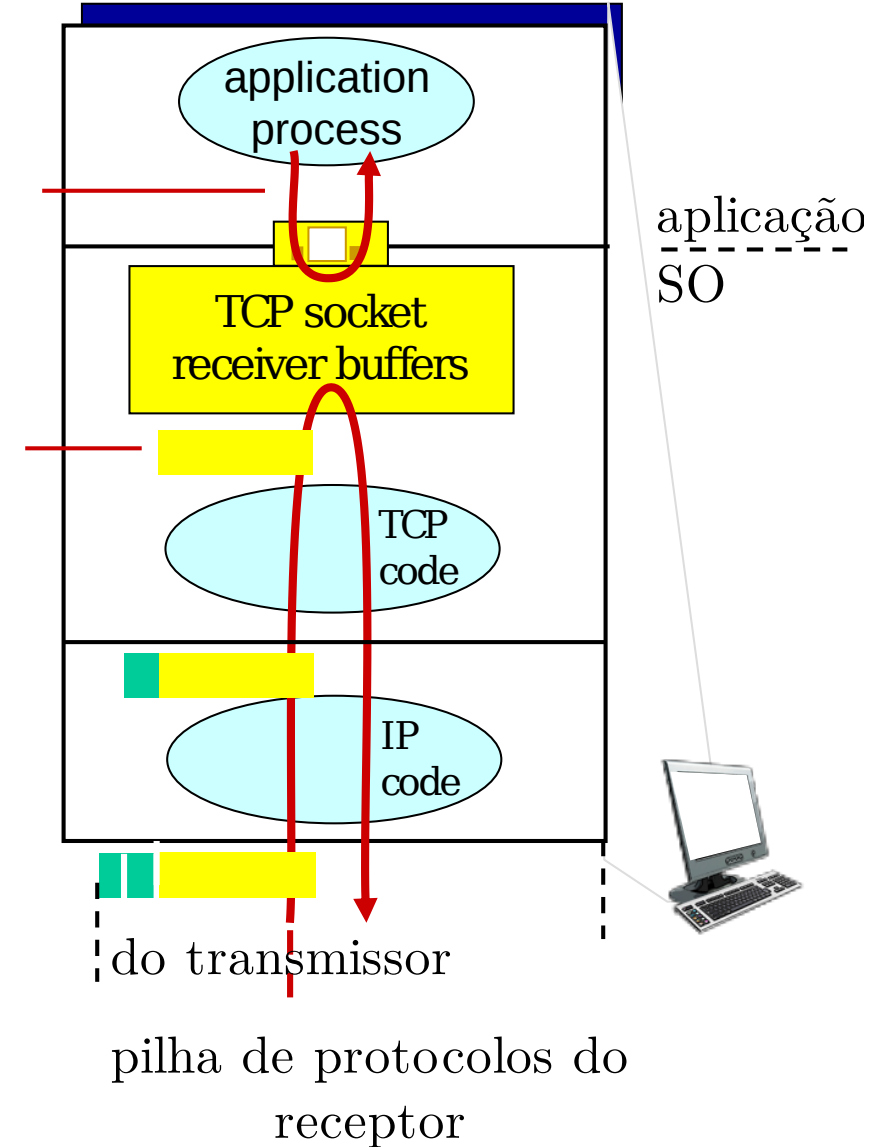 application
process
aplicação
SO
TCP socket
receiver buffers
TCP
code
IP
code
do transmissor
pilha de protocolos do
receptor